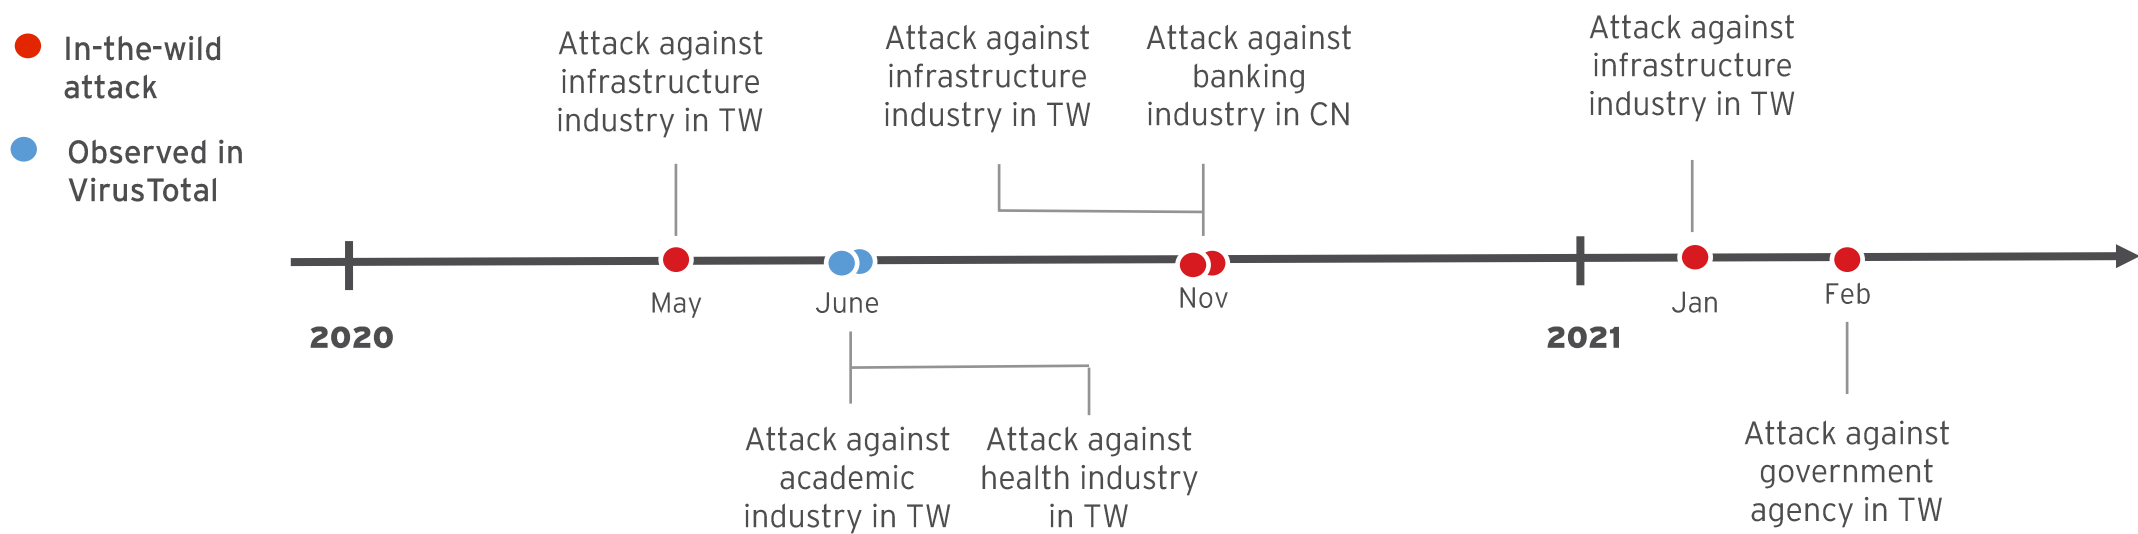 In-the-wild
attack
Observed in
VirusTotal
Attack against
infrastructure
industry in TW
Attack against
infrastructure
industry in TW
Attack against
banking
industry in CN
Attack against
infrastructure
industry in TW
May
June
Nov
Jan
Feb
2020
2021
Attack against
academic
industry in TW
Attack against
health industry
in TW
Attack against
government
agency in TW